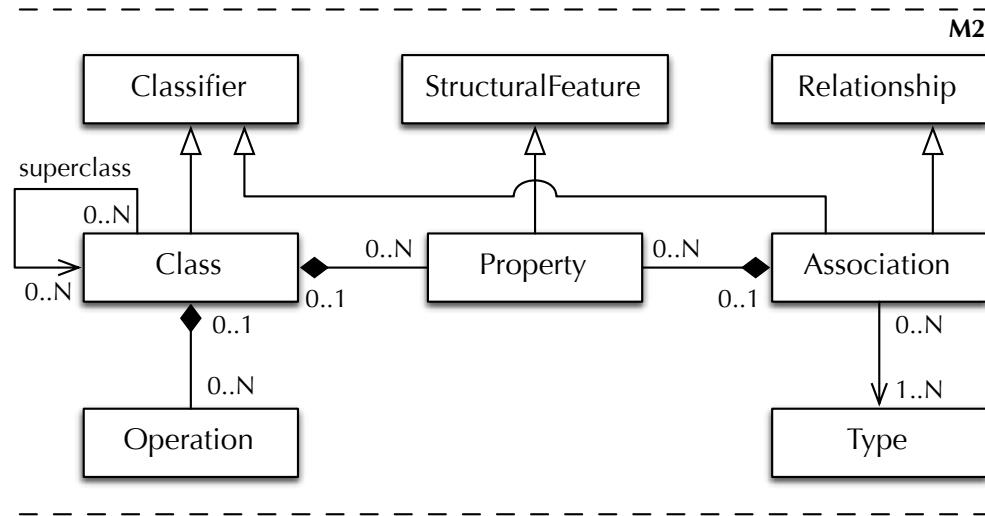 M2
Classifier
StructuralFeature
Relationship
superclass
0..N
Class
0..N
Property
0..N
Association
0..N
0..1
0..1
0..1
0..N
0..N
1..N
Operation
Type